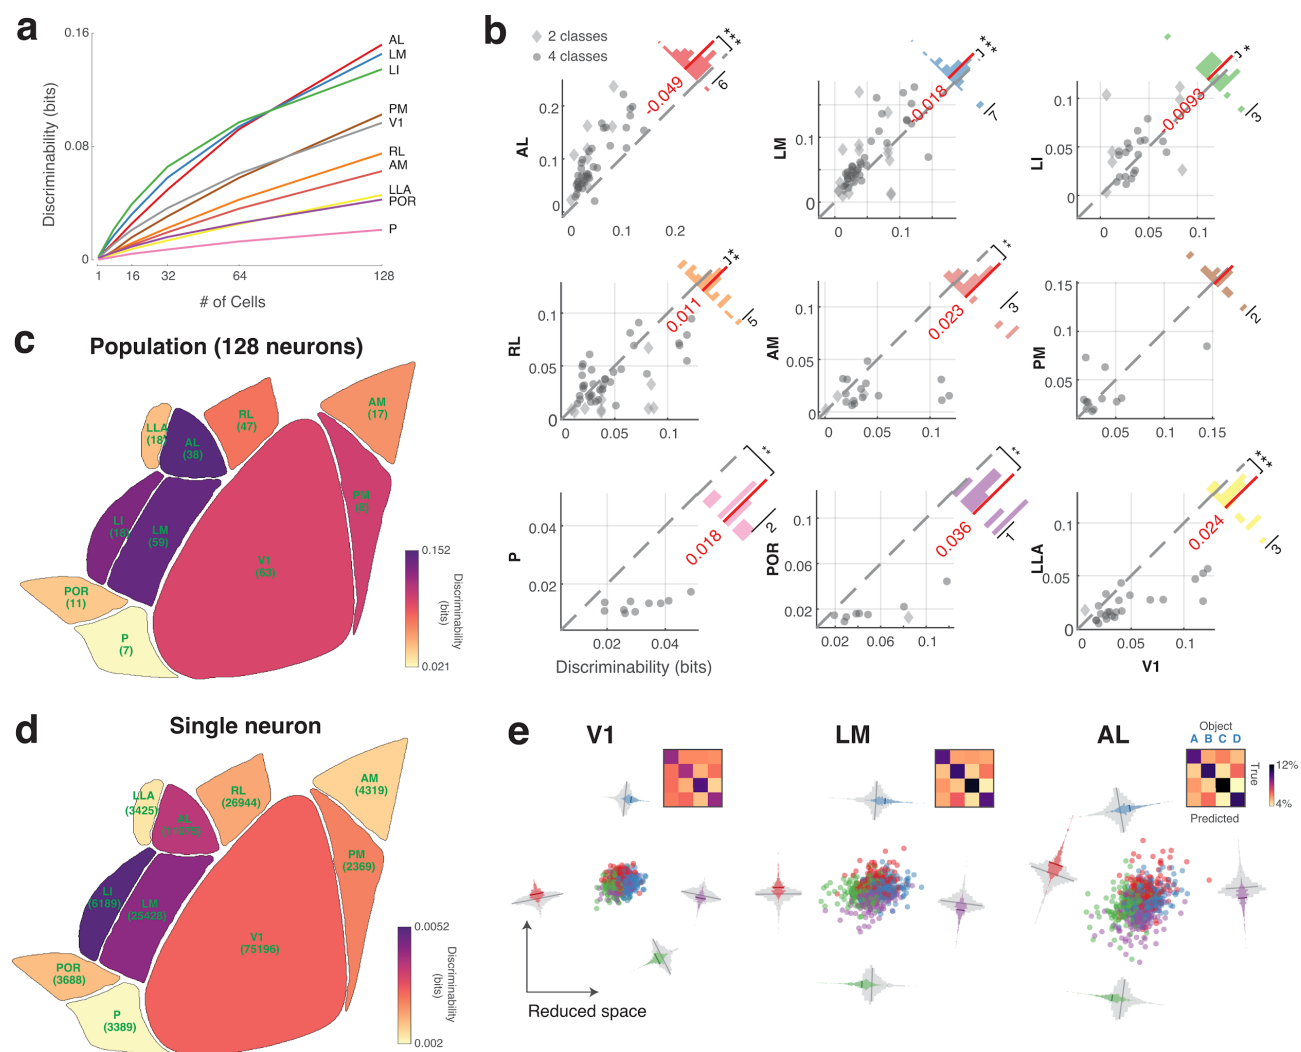 a
0.16
0.08
0
Discriminability (bits)
1 16 32 64 128
# of Cells
AL
LM
LI
PM
V1
RL
AM
LLA
POR
P
b
2 classes
4 classes
AL
0.2
0.1
0
0 0.1 0.2
-0.049
***
6
LM
0.1
0
0 0.1
-0.018
***
7
LI
0.1
0.05
0
0 0.05 0.1
-0.0093
*
3
RL
0.1
0.05
0
0 0.05 0.1
0.011
**
5
AM
0.1
0.05
0
0 0.05 0.1
0.023
**
3
PM
0.15
0.1
0.05
0.05 0.1 0.15
2
P
0.04
0.02
0.02 0.04
0.018
**
2
Discriminability (bits)
POR
0.1
0.06
0.02
0.02 0.06 0.1
0.036
**
1
LLA
0.1
0.05
0
0 0.05 0.1
0.024
***
3
V1
c
Population (128 neurons)
LLA
(18)
AL
(38)
RL
(47)
AM
(17)
LI
(18)
LM
(59)
V1
(63)
PM
POR
(11)
P
(7)
0.152
0.021
Discriminability
(bits)
d
Single neuron
LLA
(3425)
AL
RL
(26944)
AM
(4319)
LI
(6189)
LM
(25428)
V1
(75196)
PM
(2369)
POR
(3688)
P
(3389)
0.0052
0.002
Discriminability
(bits)
e
V1
LM
AL
Object
A B C D
True
Predicted
12%
4%
Reduced space